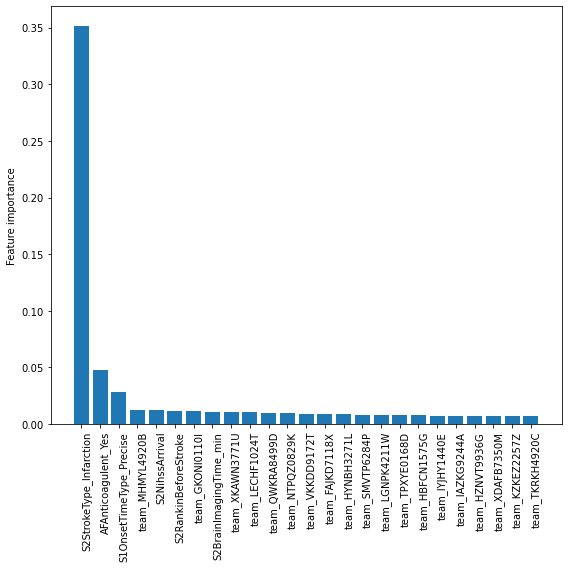 0.35
0.30
0.25
0.20
0.15
0.10
0.05
0.00
Feature importance
S2StrokeType_Infarction
AFAnticoagulent_Yes
S1OnsetTimeType_Precise
team_MHMYL4920B
S2NihssArrival
S2RankinBeforeStroke
team_GKONI0110I
S2BrainImagingTime_min
team_XKAWN3771U
team_LECHF1024T
team_QWKRA8499D
team_NTPQZ0829K
team_VKKDD9172T
team_FAJKD7118X
team_HYNBH3271L
team_SMVTP6284P
team_LGNPK4211W
team_TPXYE0168D
team_HBFCN1575G
team_IYJHY1440E
team_IAZKG9244A
team_HZNVT9936G
team_XDAFB7350M
team_KZKEZ2257Z
team_TKRKH4920C